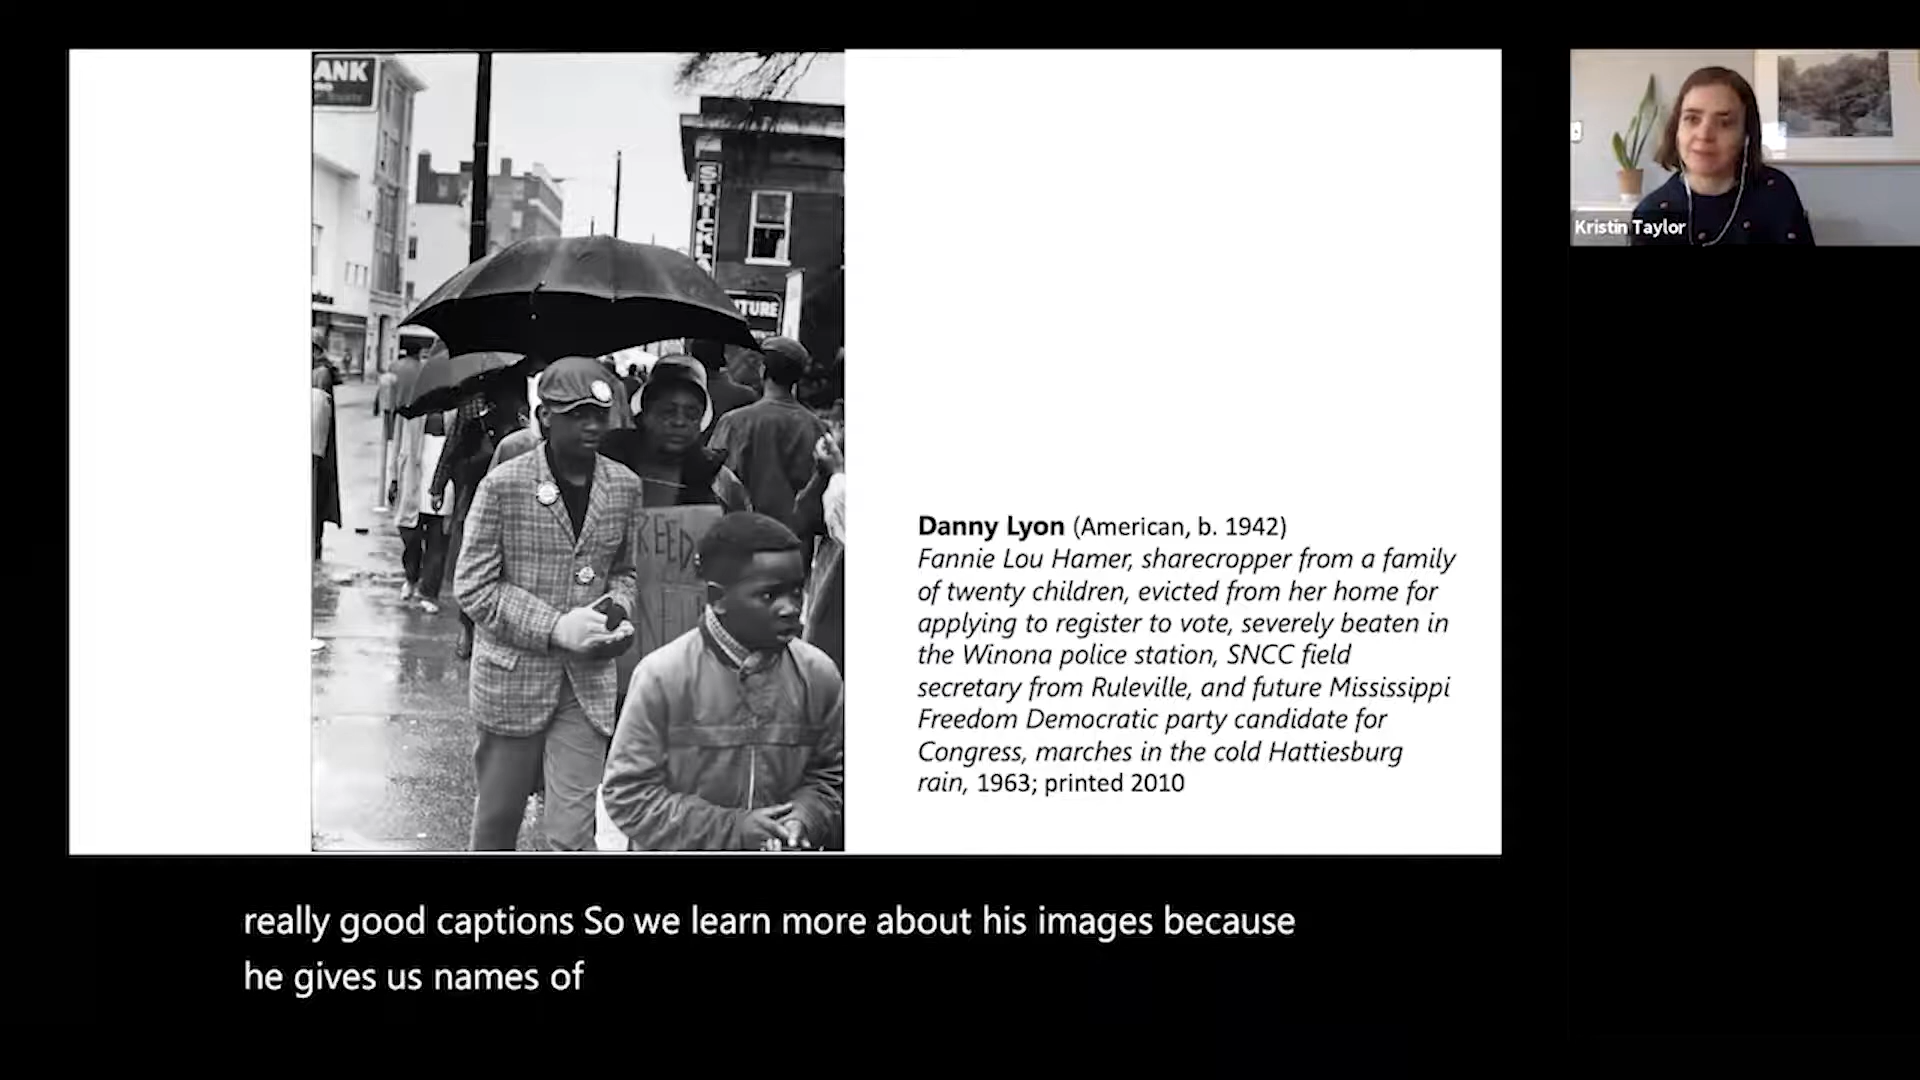 ANK
STRICKLA
TURE
REED
Danny Lyon (American, b. 1942)
Fannie Lou Hamer, sharecropper from a family
of twenty children, evicted from her home for
applying to register to vote, severely beaten in
the Winona police station, SNCC field
secretary from Ruleville, and future Mississippi
Freedom Democratic party candidate for
Congress, marches in the cold Hattiesburg
rain, 1963; printed 2010
Kristin Taylor
really good captions So we learn more about his images because
he gives us names of